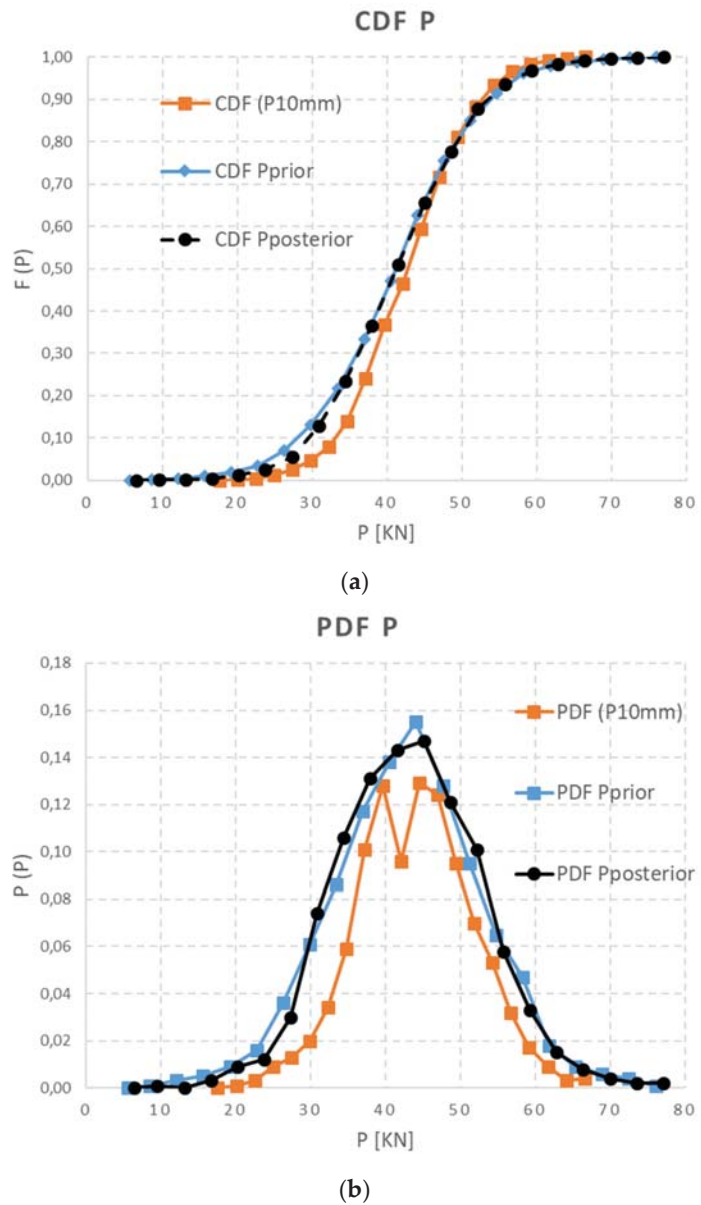 CDF P
1,00
0,90
0,80
0,70
0,60
0,50
0,40
0,30
0,20
0,10
0,00
F (P)
CDF (P10mm)
CDF Pprior
CDF Pposterior
0 10 20 30 40 50 60 70 80
P [KN]
(a)
PDF P
0,18
0,16
0,14
0,12
0,10
0,08
0,06
0,04
0,02
0,00
P (P)
PDF (P10mm)
PDF Pprior
PDF Pposterior
0 10 20 30 40 50 60 70 80
P [KN]
(b)